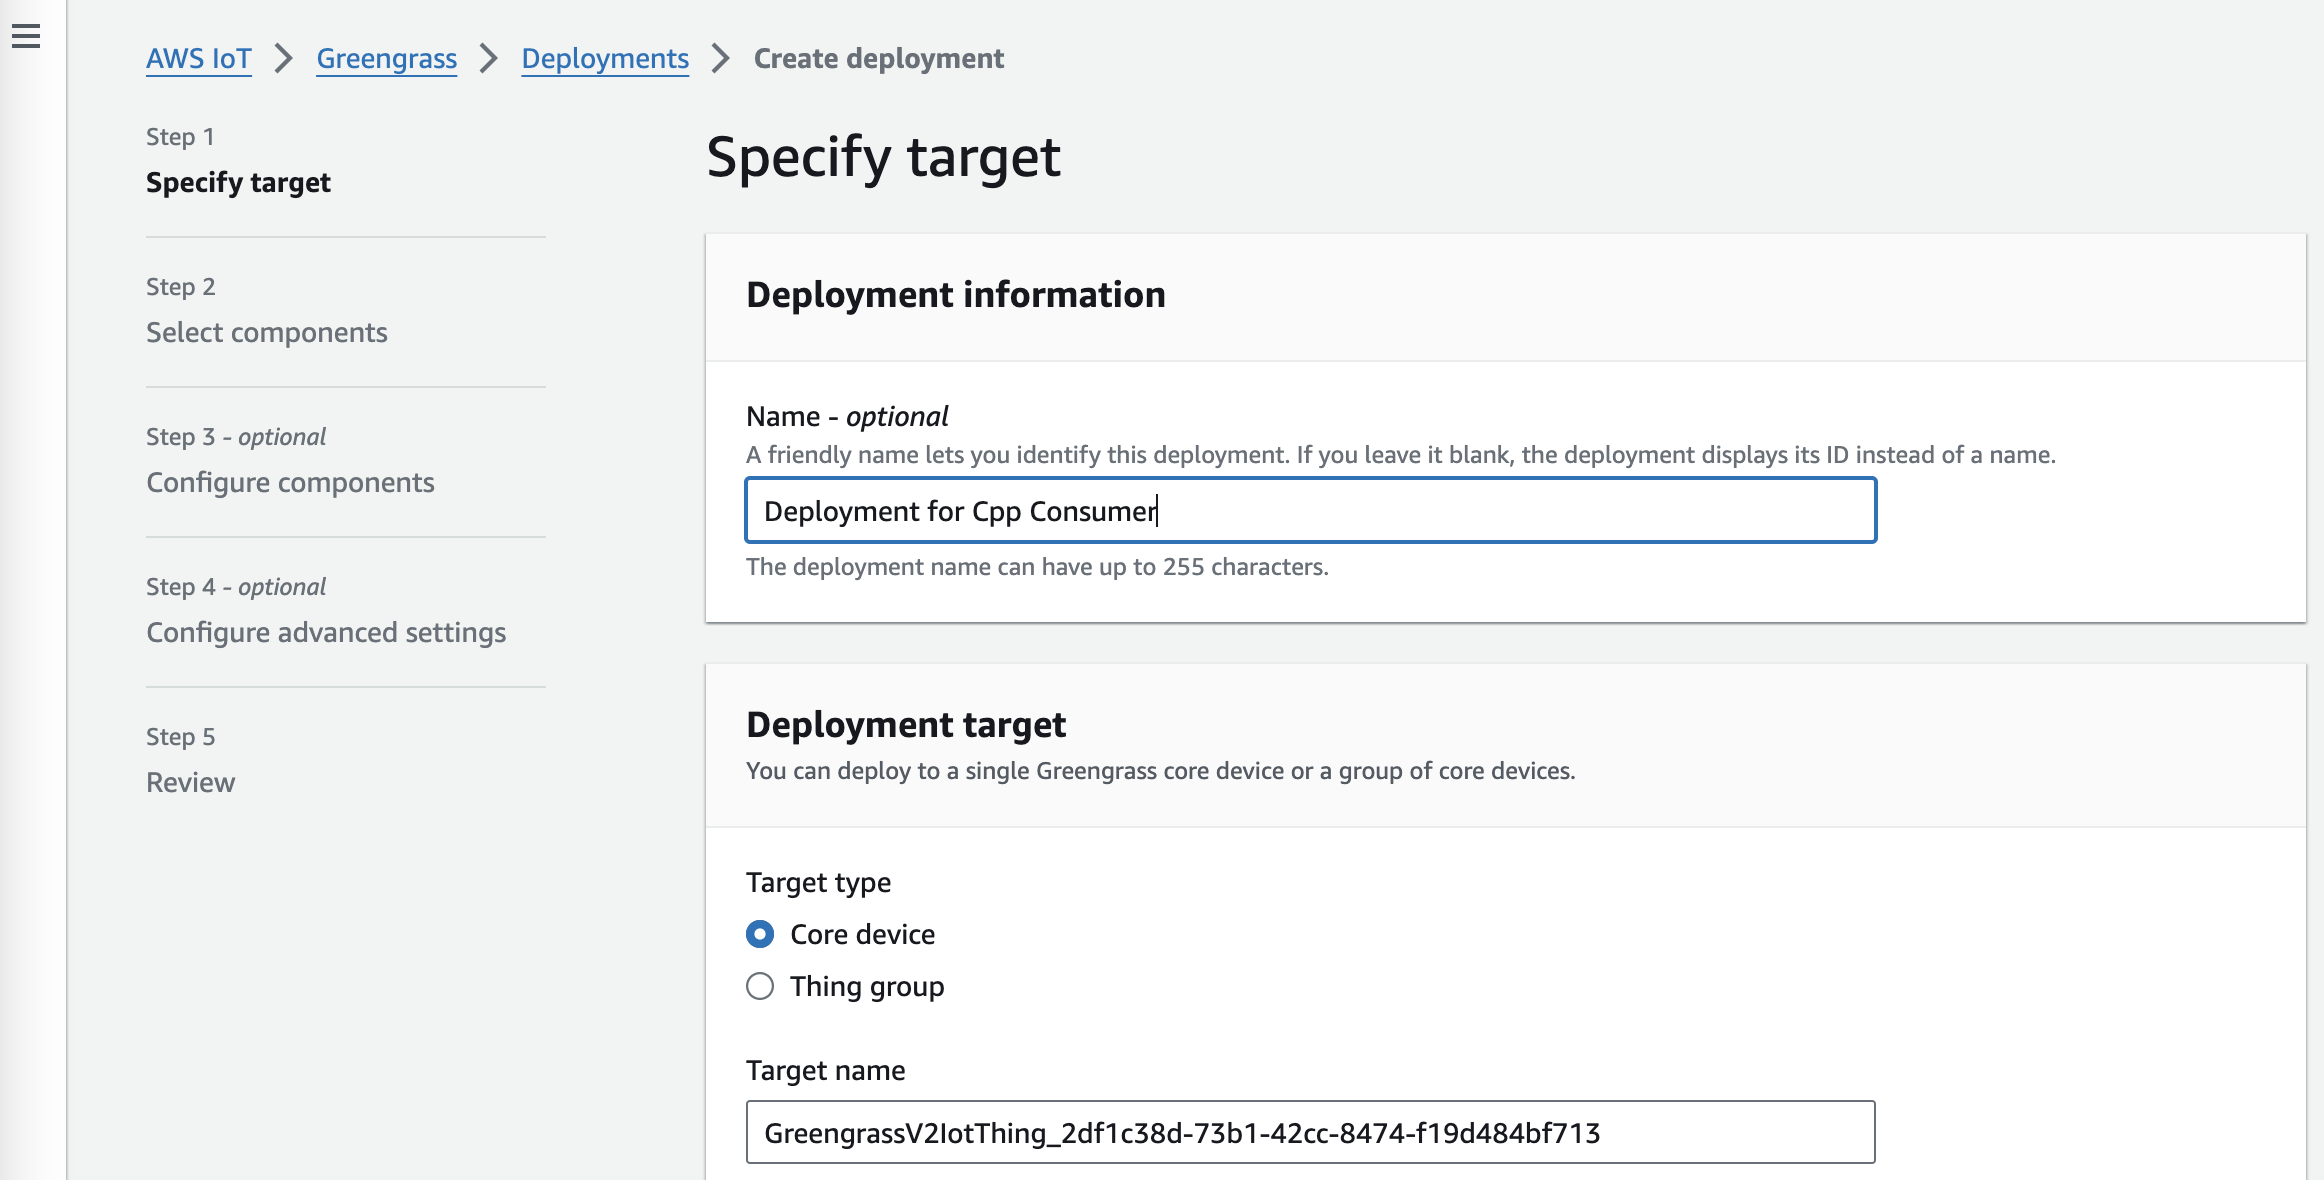 AWS IoT > Greengrass > Deployments > Create deployment
Step 1
Specify target
Step 2
Select components
Step 3 - optional
Configure components
Step 4 - optional
Configure advanced settings
Step 5
Review
Specify target
Deployment information
Name - optional
A friendly name lets you identify this deployment. If you leave it blank, the deployment displays its ID instead of a name.
Deployment for Cpp Consumer
The deployment name can have up to 255 characters.
Deployment target
You can deploy to a single Greengrass core device or a group of core devices.
Target type
Core device
Thing group
Target name
GreengrassV2IotThing_2df1c38d-73b1-42cc-8474-f19d484bf713